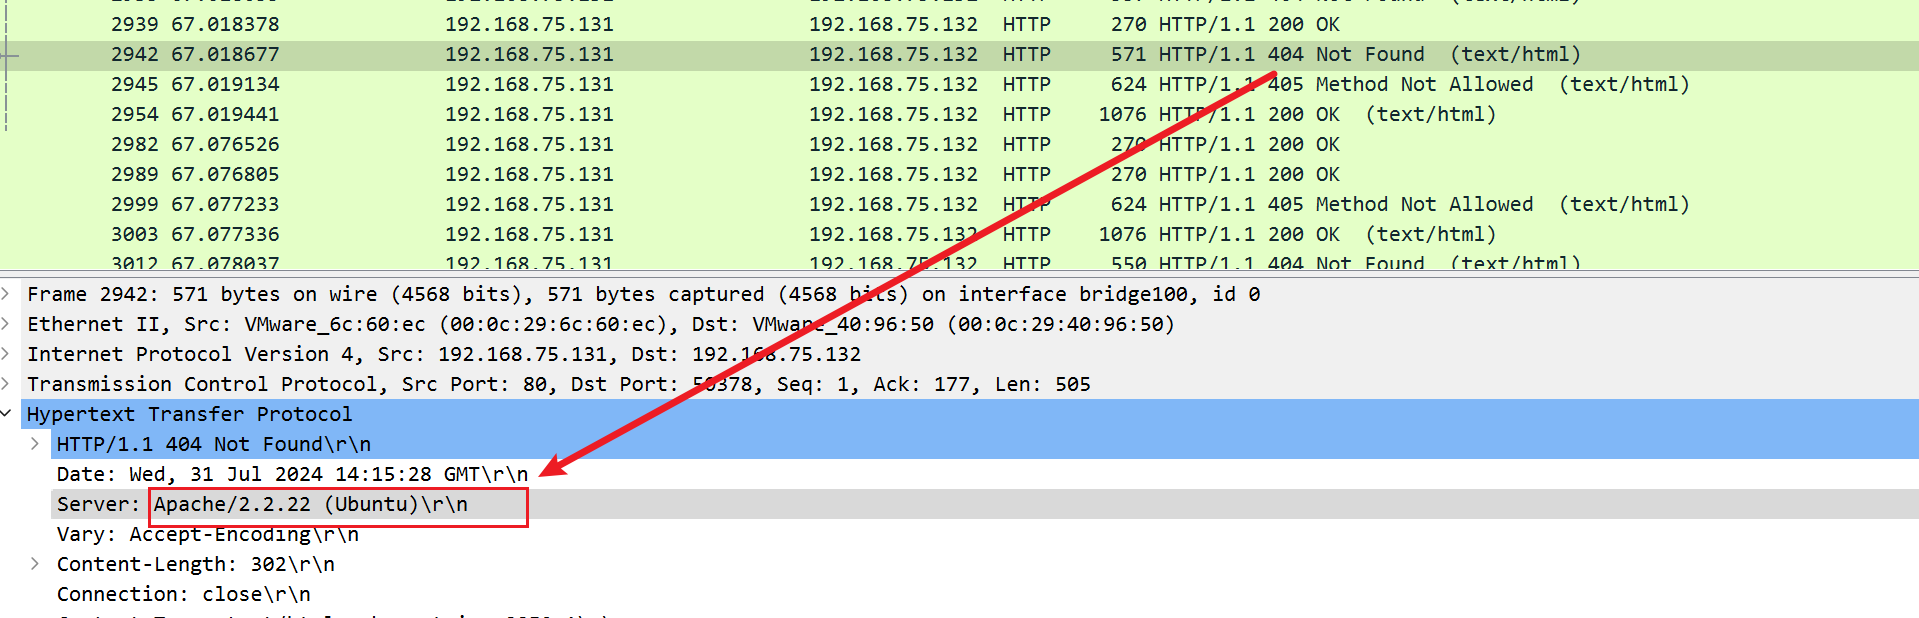 2939 67.018378 192.168.75.131 192.168.75.132 HTTP 270 HTTP/1.1 200 OK
2942 67.018677 192.168.75.131 192.168.75.132 HTTP 571 HTTP/1.1 404 Not Found (text/html)
2945 67.019134 192.168.75.131 192.168.75.132 HTTP 624 HTTP/1.1 405 Method Not Allowed (text/html)
2954 67.019441 192.168.75.131 192.168.75.132 HTTP 1076 HTTP/1.1 200 OK (text/html)
2982 67.076526 192.168.75.131 192.168.75.132 HTTP 270 HTTP/1.1 200 OK
2989 67.076805 192.168.75.131 192.168.75.132 HTTP 270 HTTP/1.1 200 OK
2999 67.077233 192.168.75.131 192.168.75.132 HTTP 624 HTTP/1.1 405 Method Not Allowed (text/html)
3003 67.077336 192.168.75.131 192.168.75.132 HTTP 1076 HTTP/1.1 200 OK (text/html)
3012 67.078037 192.168.75.131 192.168.75.132 HTTP 550 HTTP/1.1 404 Not Found (text/html)
Frame 2942: 571 bytes on wire (4568 bits), 571 bytes captured (4568 bits) on interface bridge100, id 0
Ethernet II, Src: VMware_6c:60:ec (00:0c:29:6c:60:ec), Dst: VMware_40:96:50 (00:0c:29:40:96:50)
Internet Protocol Version 4, Src: 192.168.75.131, Dst: 192.168.75.132
Transmission Control Protocol, Src Port: 80, Dst Port: 50378, Seq: 1, Ack: 177, Len: 505
Hypertext Transfer Protocol
HTTP/1.1 404 Not Found\r\n
Date: Wed, 31 Jul 2024 14:15:28 GMT\r\n
Server: Apache/2.2.22 (Ubuntu)\r\n
Vary: Accept-Encoding\r\n
Content-Length: 302\r\n
Connection: close\r\n